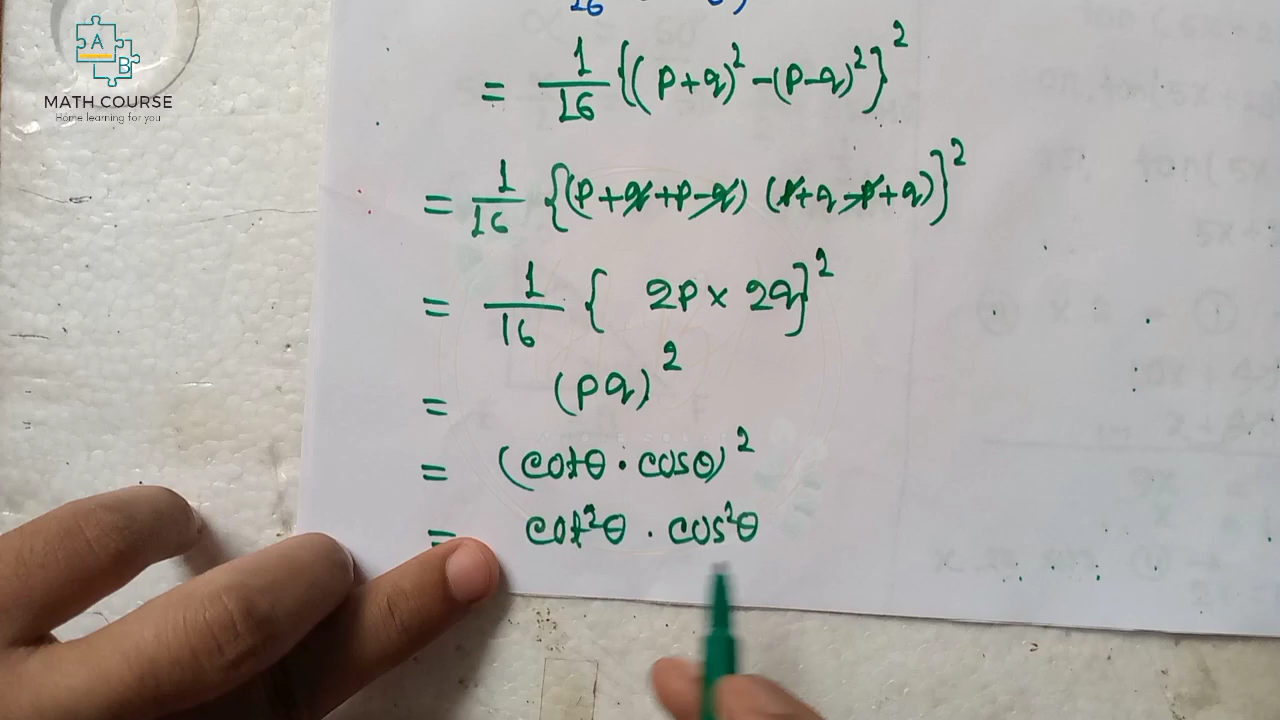 A
B
MATH COURSE
Home learning for you
16
= 1/16 {(p+q)² -(p-q)²}²
= 1/16 {(p+q+p-q) (p+q-p+q)}²
= 1/16 { 2p × 2q}²
= (pq)²
= (cotθ · cosθ)²
= cot²θ · cos²θ